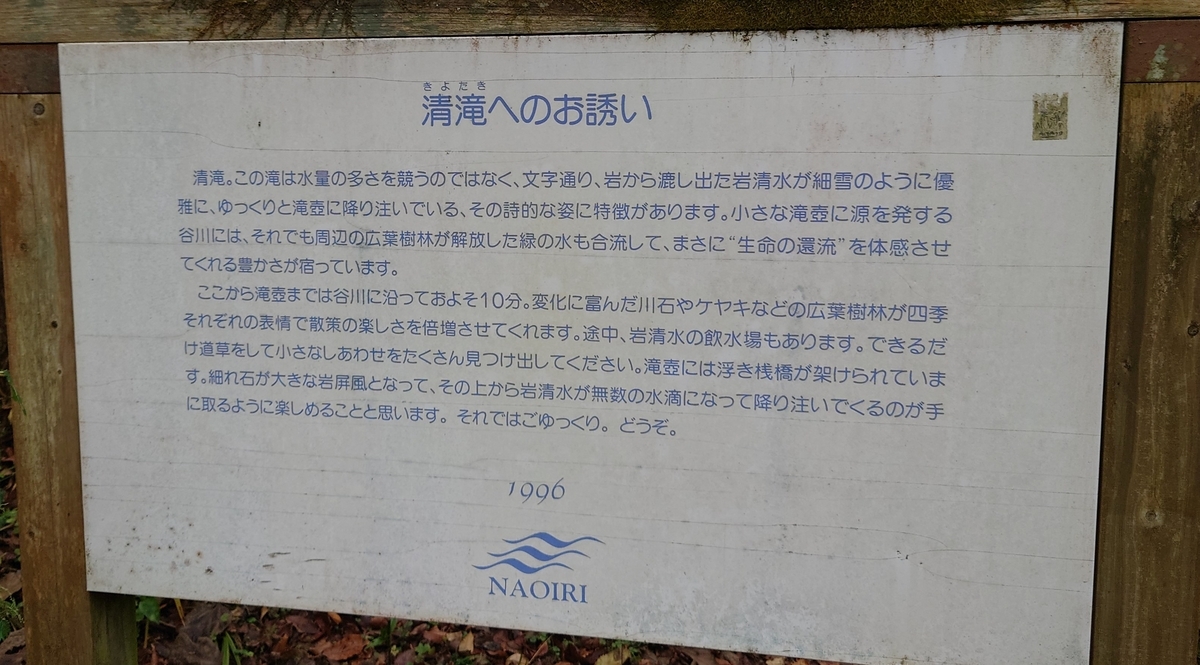 きよたき
清滝へのお誘い
清滝。この滝は水量の多さを競うのではなく、文字通り、岩から漉し出た岩清水が細雪のように優
雅に、ゆっくりと滝壺に降り注いでいる、その詩的な姿に特徴があります。小さな滝壺に源を発する
谷川には、それでも周辺の広葉樹林が解放した緑の水も合流して、まさに“生命の還流”を体感させ
てくれる豊かさが宿っています。
ここから滝壺までは谷川に沿っておよそ10分。変化に富んだ川石やケヤキなどの広葉樹林が四季
それぞれの表情で散策の楽しさを倍増させてくれます。途中、岩清水の飲水場もあります。できるだ
け道草をして小さなしあわせをたくさん見つけ出してください。滝壺には浮き桟橋が架けられていま
す。細れ石が大きな岩屏風となって、その上から岩清水が無数の水滴になって降り注いでくるのが手
に取るように楽しめることと思います。それではごゆっくり。どうぞ。
1996
NAOIRI